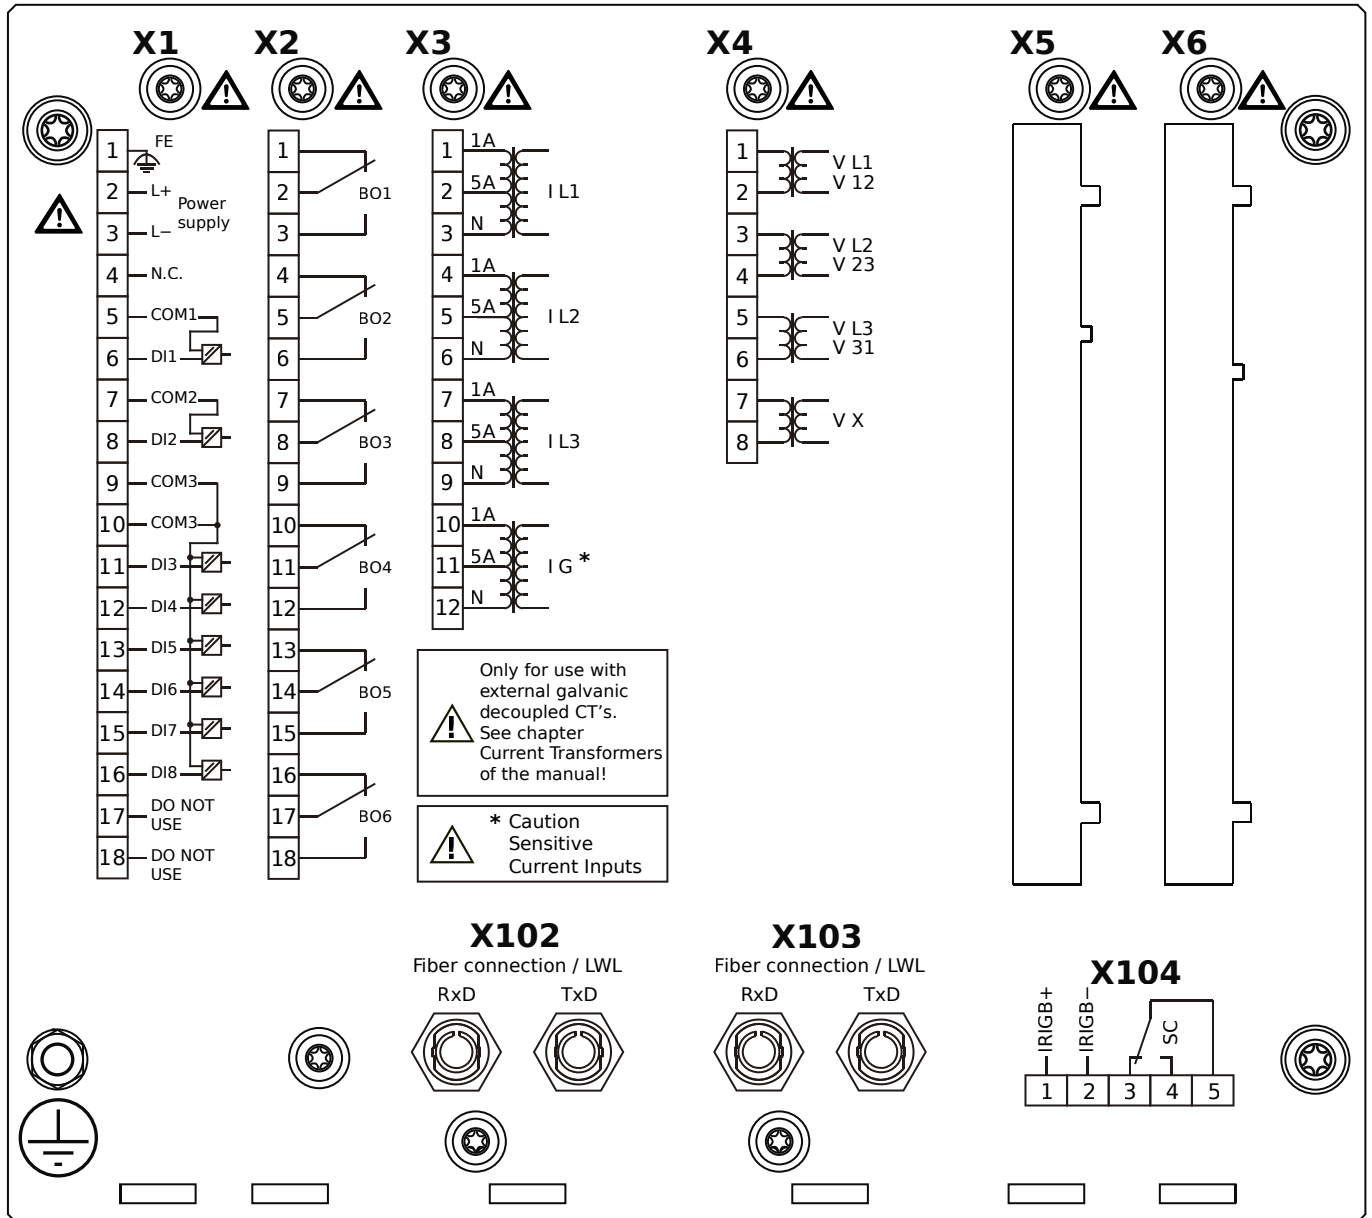 X1
X2
X3
X4
X5
X6
1
FE
2
L+
Power
supply
3
L−
4
N.C.
5
COM1
6
DI1
7
COM2
8
DI2
9
COM3
10
COM3
11
DI3
12
DI4
13
DI5
14
DI6
15
DI7
16
DI8
17
DO NOT
USE
18
DO NOT
USE
1
2
BO1
3
4
5
BO2
6
7
8
BO3
9
10
11
BO4
12
13
14
BO5
15
16
17
BO6
18
1
1A
2
5A
I L1
3
N
4
1A
5
5A
I L2
6
N
7
1A
8
5A
I L3
9
N
10
1A
11
5A
I G *
12
N
Only for use with
external galvanic
decoupled CT's.
See chapter
Current Transformers
of the manual!
* Caution
Sensitive
Current Inputs
1
V L1
2
V 12
3
V L2
4
V 23
5
V L3
6
V 31
7
V X
8
X102
Fiber connection / LWL
RxD
TxD
X103
Fiber connection / LWL
RxD
TxD
X104
IRIGB+
IRIGB−
SC
1
2
3
4
5